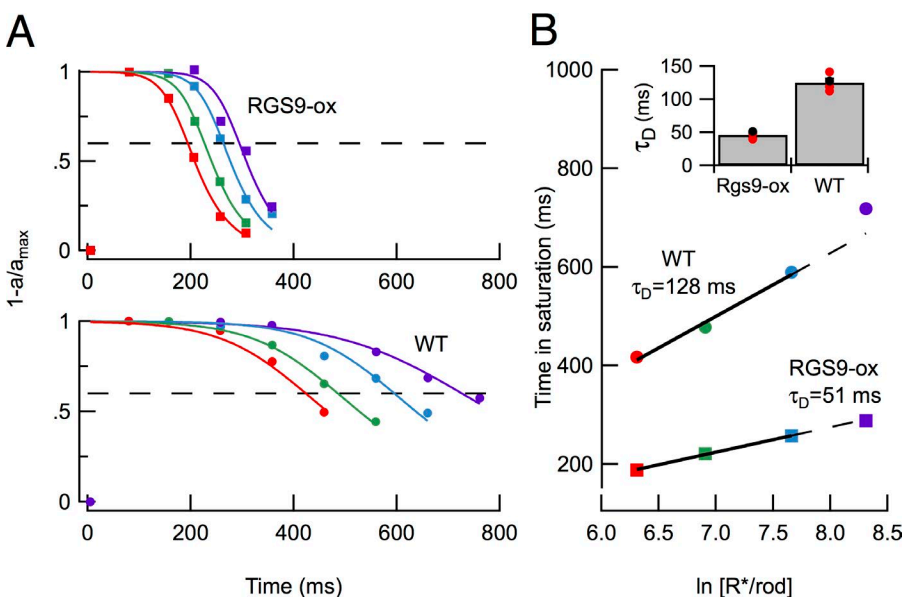 A
1
.5
0
RGS9-ox
0 200 400 600 800
1-a/a_max
1
.5
0
WT
0 200 400 600 800
Time (ms)
B
1000
800
600
400
200
Time in saturation (ms)
150
100
50
0
τ_D (ms)
Rgs9-ox WT
WT
τ_D=128 ms
RGS9-ox
τ_D=51 ms
6.0 6.5 7.0 7.5 8.0 8.5
ln [R*/rod]